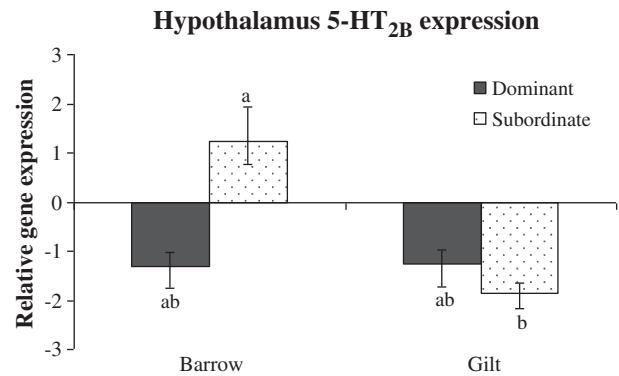 Hypothalamus 5-HT2B expression
Relative gene expression
3
2
1
0
-1
-2
-3
Dominant
Subordinate
a
ab
ab
b
Barrow
Gilt